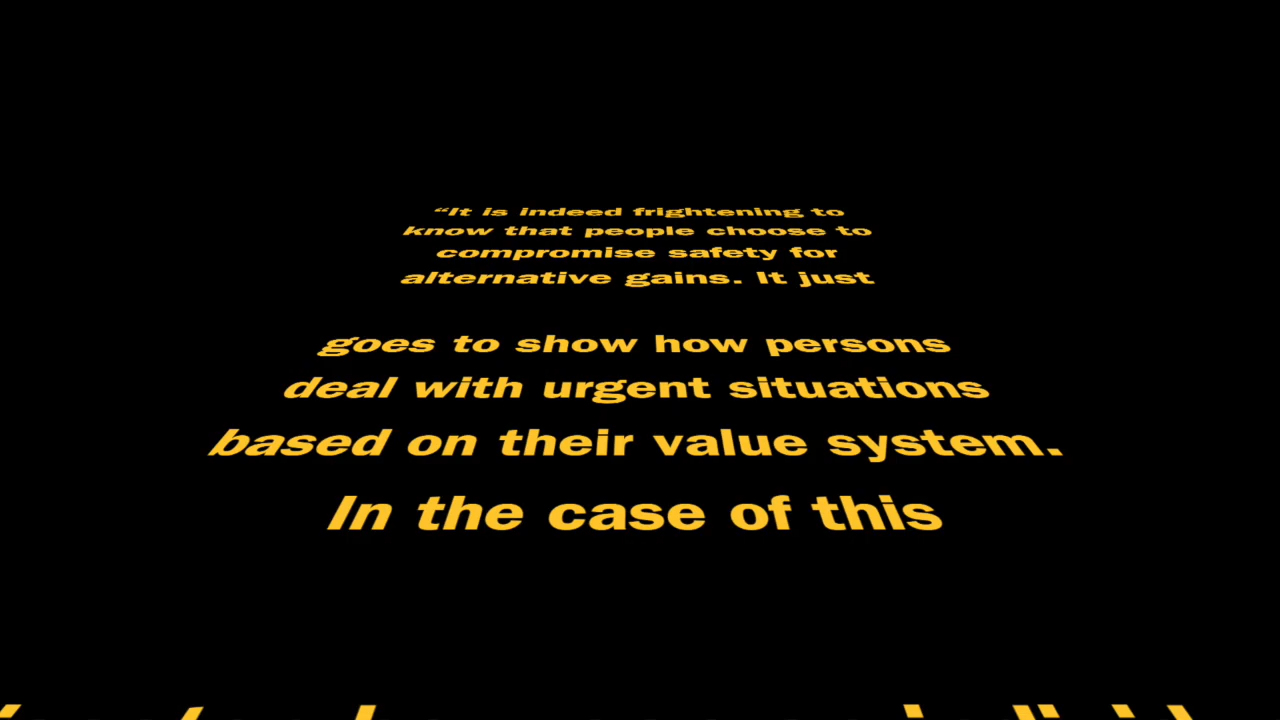 “It is indeed frightening to
know that people choose to
compromise safety for
alternative gains. It just
goes to show how persons
deal with urgent situations
based on their value system.
In the case of this